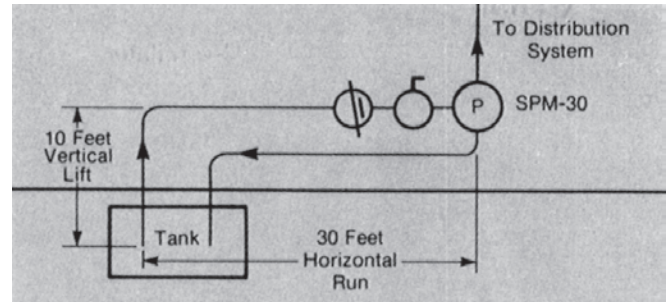 To Distribution
System
P
SPM-30
10 Feet
Vertical
Lift
Tank
30 Feet
Horizontal
Run